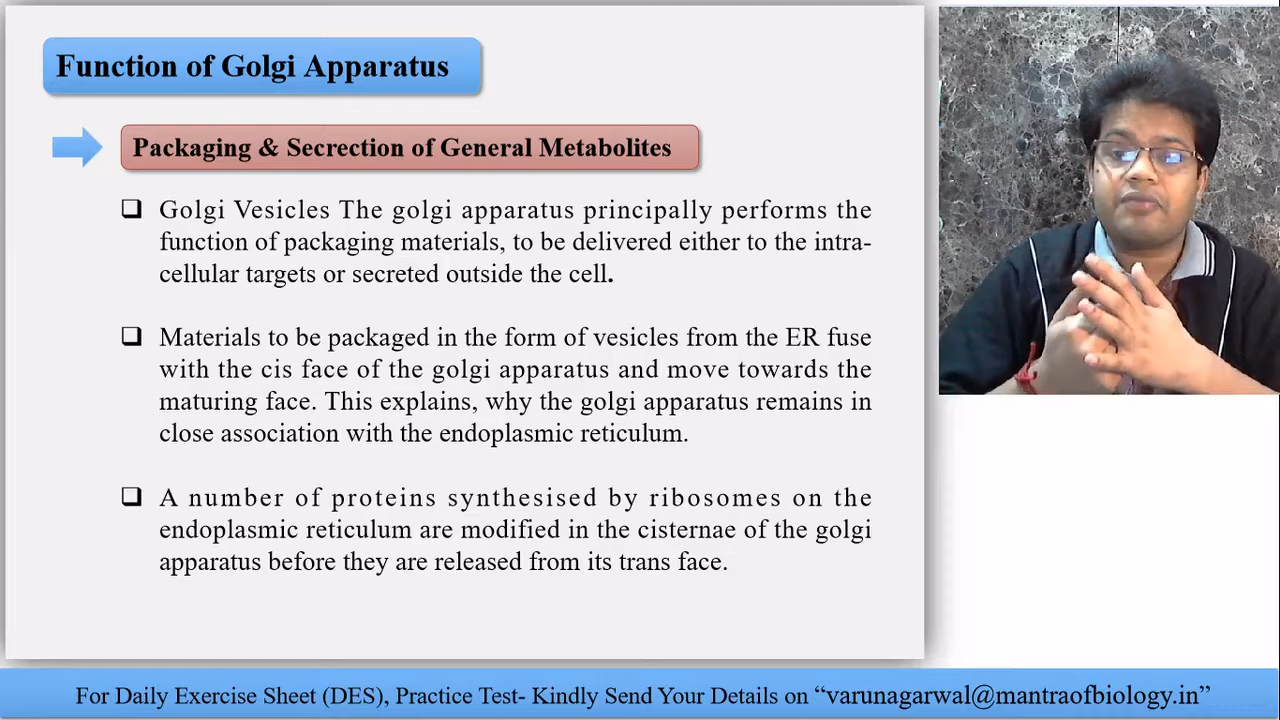 Function of Golgi Apparatus
Packaging & Secrection of General Metabolites
Golgi Vesicles The golgi apparatus principally performs the
function of packaging materials, to be delivered either to the intra-
cellular targets or secreted outside the cell.
Materials to be packaged in the form of vesicles from the ER fuse
with the cis face of the golgi apparatus and move towards the
maturing face. This explains, why the golgi apparatus remains in
close association with the endoplasmic reticulum.
A number of proteins synthesised by ribosomes on the
endoplasmic reticulum are modified in the cisternae of the golgi
apparatus before they are released from its trans face.
For Daily Exercise Sheet (DES), Practice Test- Kindly Send Your Details on “varunagarwal@mantraofbiology.in”